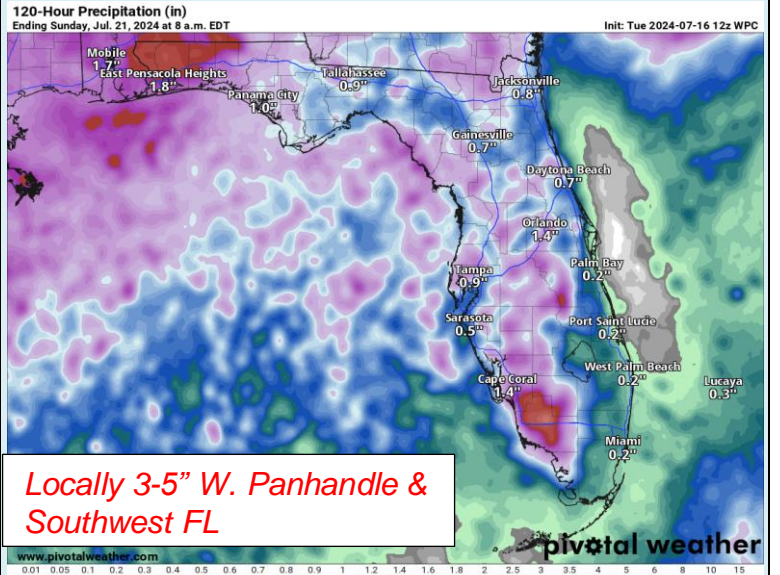 120-Hour Precipitation (in)
Ending Sunday, Jul. 21, 2024 at 8 a.m. EDT
Init: Tue 2024-07-16 12z WPC
Mobile
1.7"
East Pensacola Heights
1.8"
Panama City
1.0"
Tallahassee
0.9"
Jacksonville
0.8"
Gainesville
0.7"
Daytona Beach
0.7"
Orlando
1.4"
Palm Bay
0.2"
Tampa
0.9"
Sarasota
0.5"
Port Saint Lucie
0.2"
West Palm Beach
0.2"
Lucaya
0.3"
Cape Coral
1.4"
Miami
0.2"
Locally 3-5” W. Panhandle &
Southwest FL
www.pivotalweather.com
pivotal weather
0.01 0.05 0.1 0.2 0.3 0.4 0.5 0.6 0.7 0.8 0.9 1 1.2 1.4 1.6 1.8 2 2.5 3 3.5 4 5 6 8 10 15